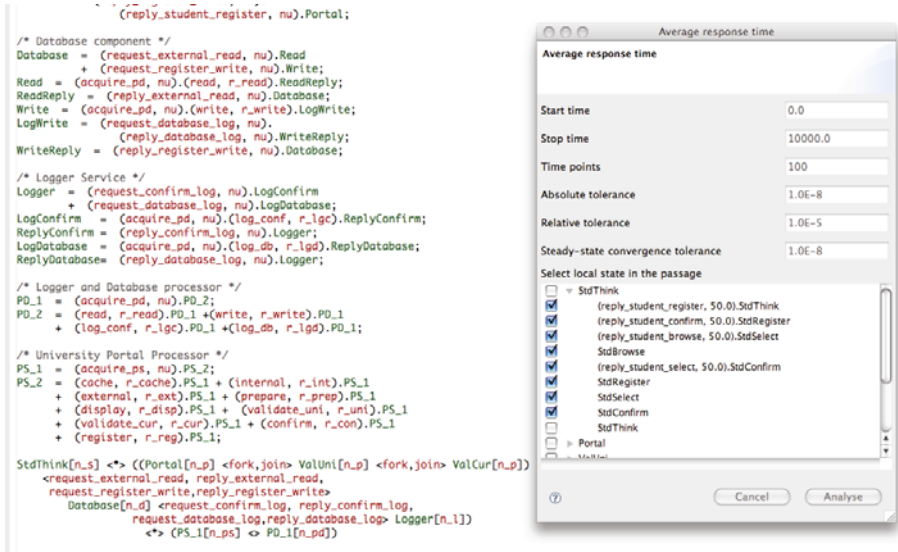 (reply_student_register, nu).Portal;
/* Database component */
Database = (request_external_read, nu).Read
+ (request_register_write, nu).Write;
Read = (acquire_pd, nu).(read, r_read).ReadReply;
ReadReply = (reply_external_read, nu).Database;
Write = (acquire_pd, nu).(write, r_write).LogWrite;
LogWrite = (request_database_log, nu).
(reply_database_log, nu).WriteReply;
WriteReply = (reply_register_write, nu).Database;
/* Logger Service */
Logger = (request_confirm_log, nu).LogConfirm
+ (request_database_log, nu).LogDatabase;
LogConfirm = (acquire_pd, nu).(log_conf, r_lgc).ReplyConfirm;
ReplyConfirm = (reply_confirm_log, nu).Logger;
LogDatabase = (acquire_pd, nu).(log_db, r_lgd).ReplyDatabase;
ReplyDatabase= (reply_database_log, nu).Logger;
/* Logger and Database processor */
PD_1 = (acquire_pd, nu).PD_2;
PD_2 = (read, r_read).PD_1 +(write, r_write).PD_1
+ (log_conf, r_lgc).PD_1 +(log_db, r_lgd).PD_1;
/* University Portal Processor */
PS_1 = (acquire_ps, nu).PS_2;
PS_2 = (cache, r_cache).PS_1 + (internal, r_int).PS_1
+ (external, r_ext).PS_1 + (prepare, r_prep).PS_1
+ (display, r_disp).PS_1 + (validate_uni, r_uni).PS_1
+ (validate_cur, r_cur).PS_1 + (confirm, r_con).PS_1
+ (register, r_reg).PS_1;
StdThink[n_s] <*> ((Portal[n_p] <fork,join> ValUni[n_p] <fork,join> ValCur[n_p])
<request_external_read, reply_external_read,
request_register_write,reply_register_write>
Database[n_d] <request_confirm_log, reply_confirm_log,
request_database_log,reply_database_log> Logger[n_l])
<*> (PS_1[n_ps] <> PD_1[n_pd])
Average response time
Average response time
Start time 0.0
Stop time 10000.0
Time points 100
Absolute tolerance 1.0E-8
Relative tolerance 1.0E-5
Steady-state convergence tolerance 1.0E-8
Select local state in the passage
StdThink
(reply_student_register, 50.0).StdThink
(reply_student_confirm, 50.0).StdRegister
(reply_student_browse, 50.0).StdSelect
StdBrowse
(reply_student_select, 50.0).StdConfirm
StdRegister
StdSelect
StdConfirm
StdThink
Portal
ValUni
Cancel Analyse